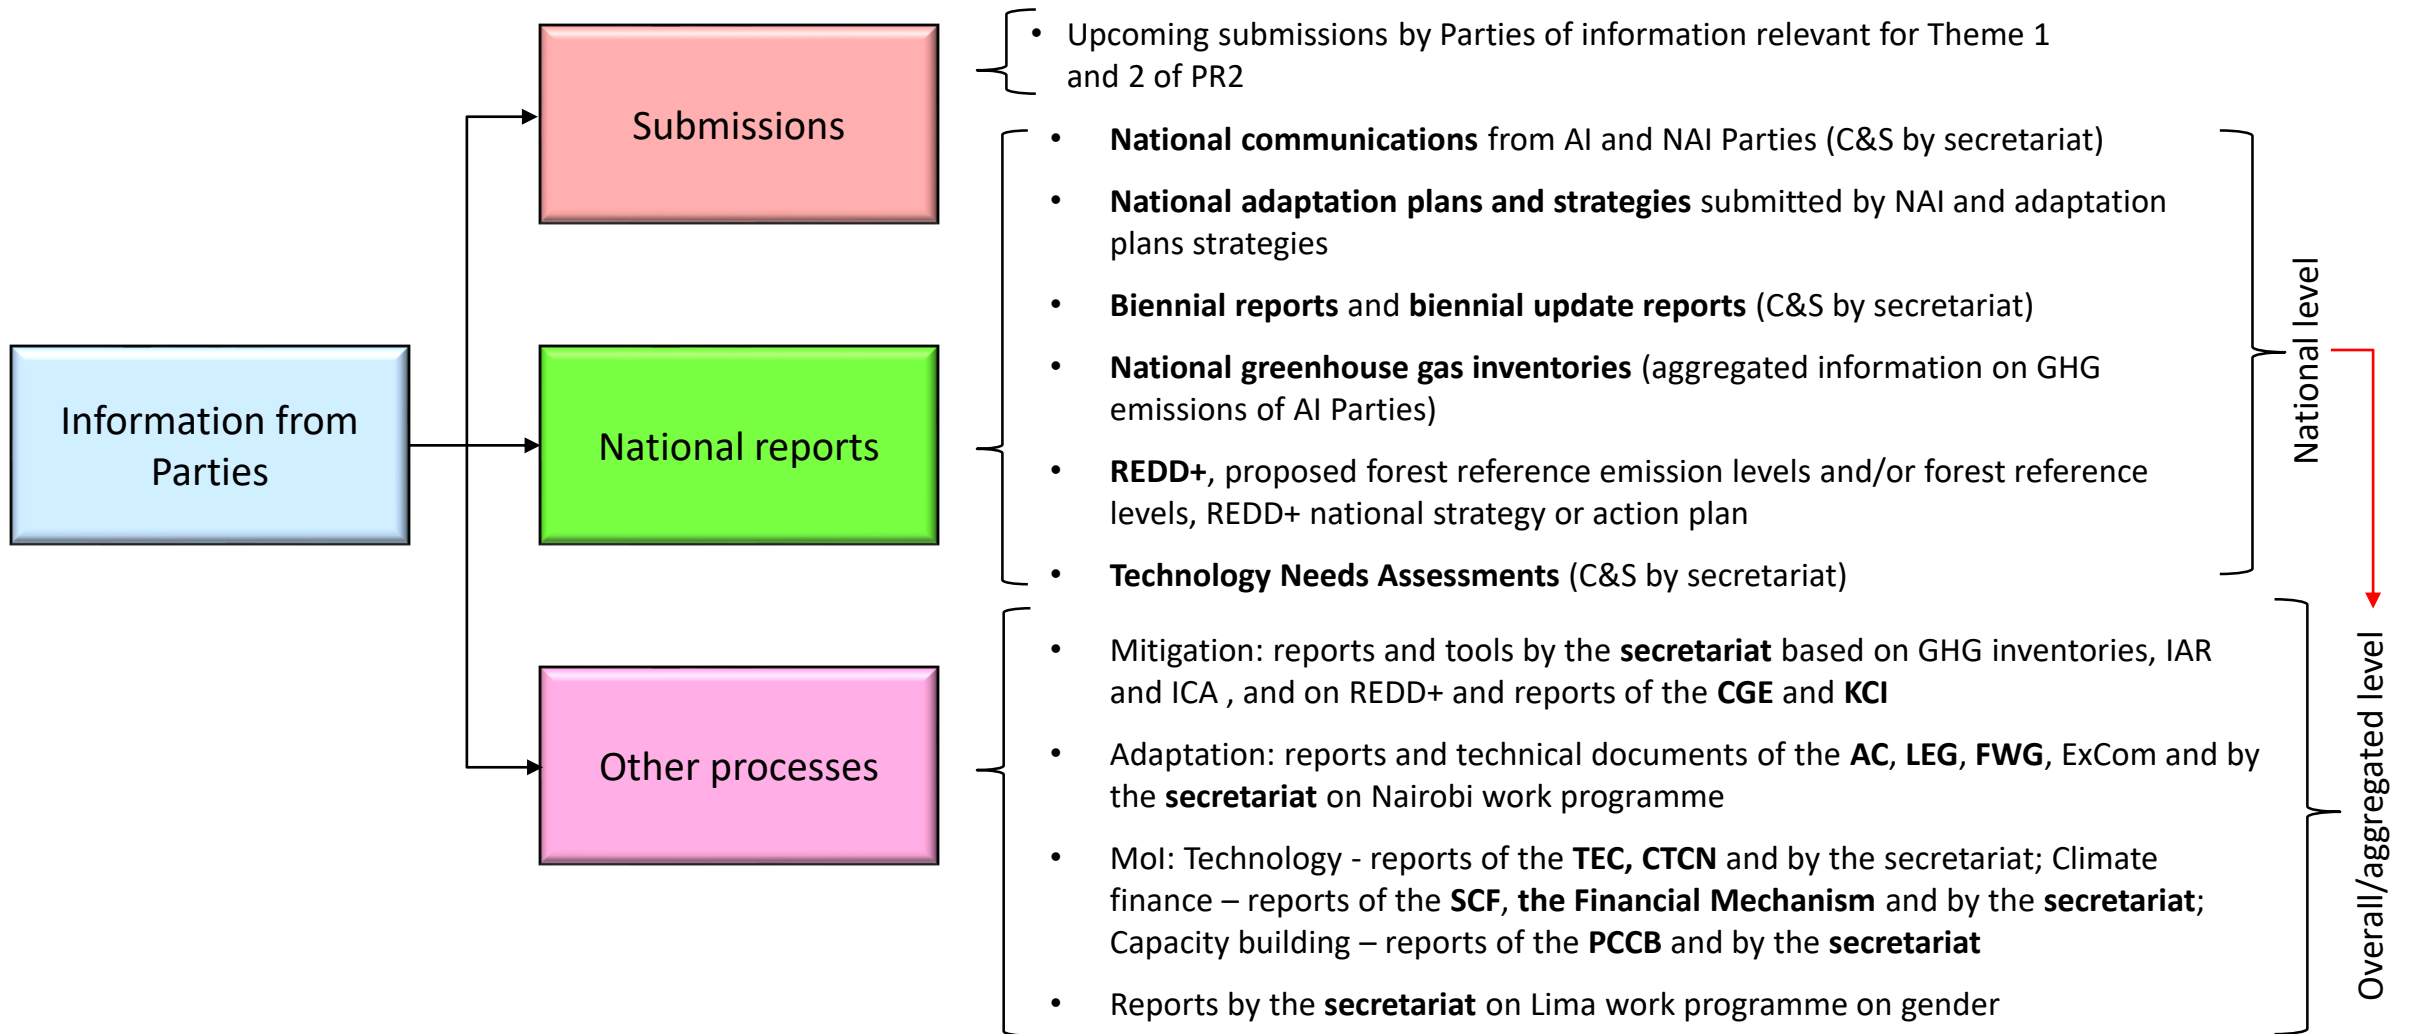 • Upcoming submissions by Parties of information relevant for Theme 1
and 2 of PR2
Submissions
• National communications from AI and NAI Parties (C&S by secretariat)
• National adaptation plans and strategies submitted by NAI and adaptation
plans strategies
• Biennial reports and biennial update reports (C&S by secretariat)
• National greenhouse gas inventories (aggregated information on GHG
emissions of AI Parties)
• REDD+, proposed forest reference emission levels and/or forest reference
levels, REDD+ national strategy or action plan
• Technology Needs Assessments (C&S by secretariat)
National level
Information from
Parties
National reports
Other processes
• Mitigation: reports and tools by the secretariat based on GHG inventories, IAR
and ICA , and on REDD+ and reports of the CGE and KCI
• Adaptation: reports and technical documents of the AC, LEG, FWG, ExCom and by
the secretariat on Nairobi work programme
• MoI: Technology - reports of the TEC, CTCN and by the secretariat; Climate
finance – reports of the SCF, the Financial Mechanism and by the secretariat;
Capacity building – reports of the PCCB and by the secretariat
• Reports by the secretariat on Lima work programme on gender
Overall/aggregated level